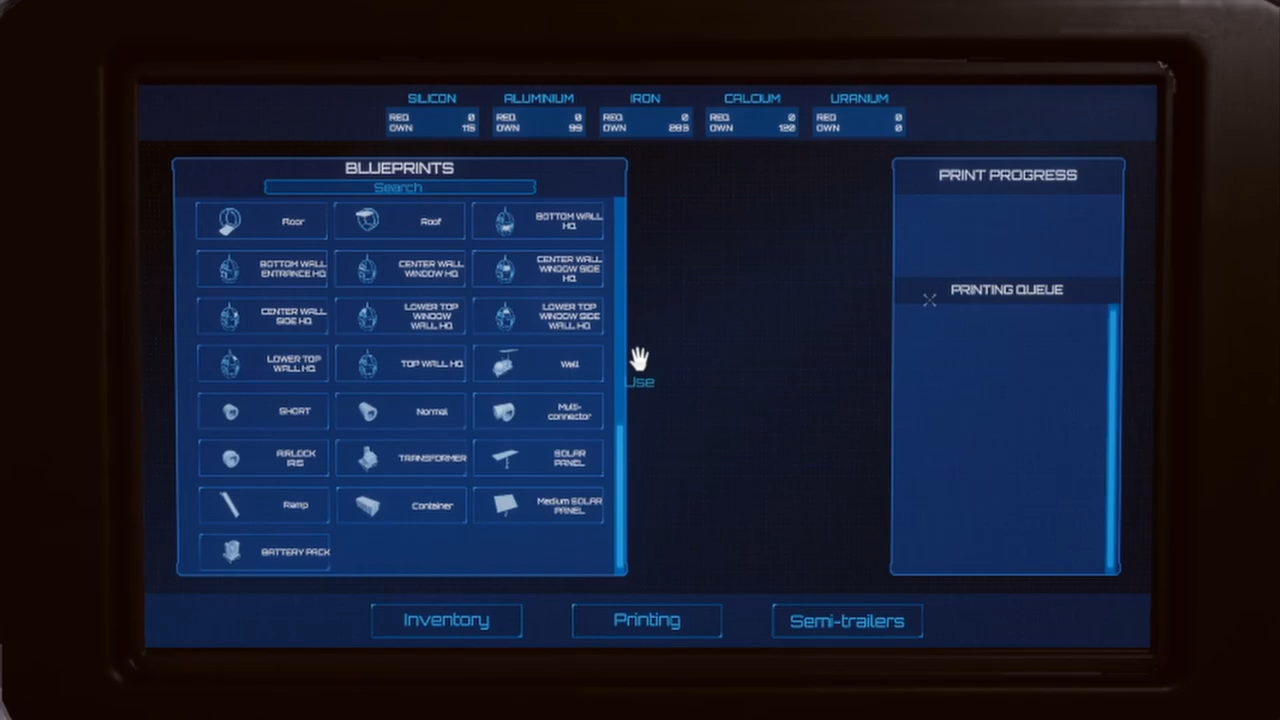 SILICON ALUMINIUM IRON CALCIUM URANIUM
REQ 0 REQ 0 REQ 0 REQ 0 REQ 0
OWN 115 OWN 99 OWN 285 OWN 120 OWN 0
BLUEPRINTS
Search
PRINT PROGRESS
Floor
Roof
BOTTOM WALL
HQ
BOTTOM WALL
ENTRANCE HQ
CENTER WALL
WINDOW HQ
CENTER WALL
WINDOW SIDE
HQ
CENTER WALL
SIDE HQ
LOWER TOP
WINDOW
WALL HQ
LOWER TOP
WINDOW SIDE
WALL HQ
LOWER TOP
WALL HQ
TOP WALL HQ
Well
SHORT
Normal
Multi-
connector
AIRLOCK
IRIS
TRANSFORMER
SOLAR
PANEL
Ramp
Container
Medium SOLAR
PANEL
BATTERY PACK
Use
PRINTING QUEUE
Inventory
Printing
Semi-trailers